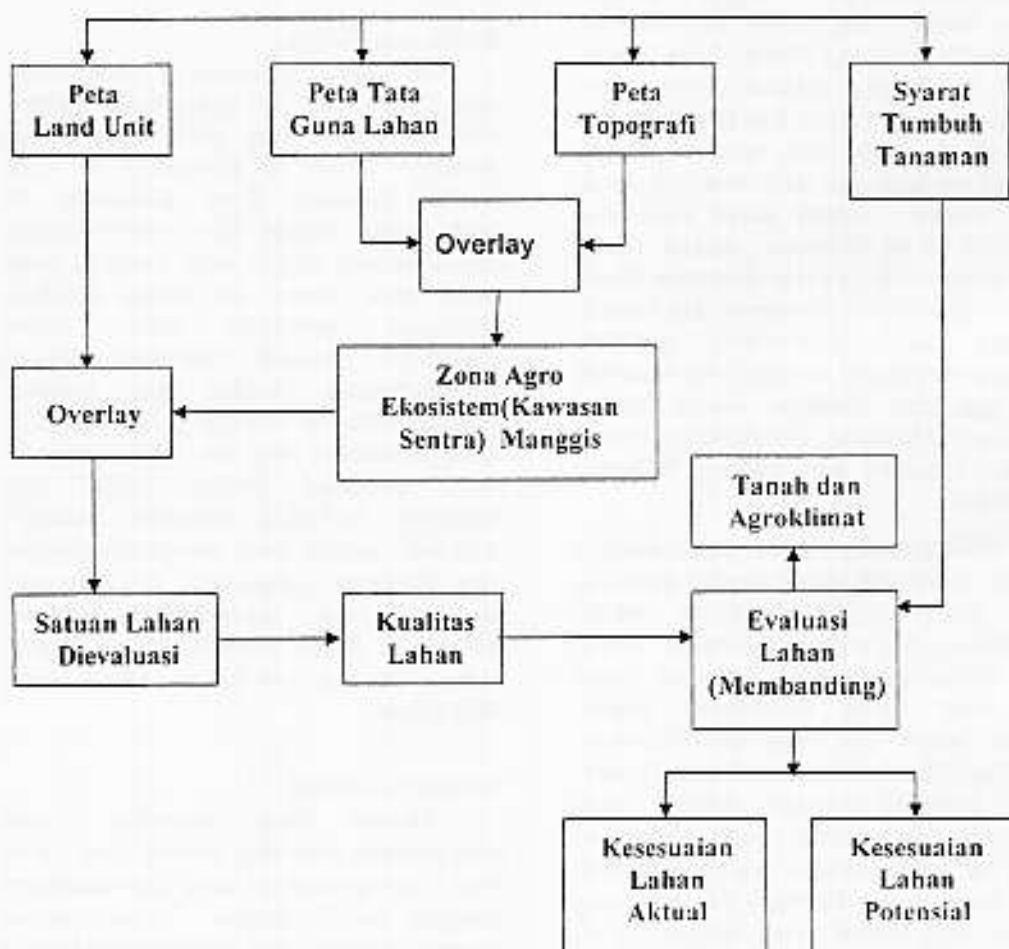 Peta
Land Unit
Peta Tata
Guna Lahan
Peta
Topografi
Syarat
Tumbuh
Tanaman
Overlay
Overlay
Zona Agro
Ekosistem(Kawasan
Sentra) Manggis
Tanah dan
Agroklimat
Satuan Lahan
Dievaluasi
Kualitas
Lahan
Evaluasi
Lahan
(Membanding)
Kesesuaian
Lahan
Aktual
Kesesuaian
Lahan
Potensial